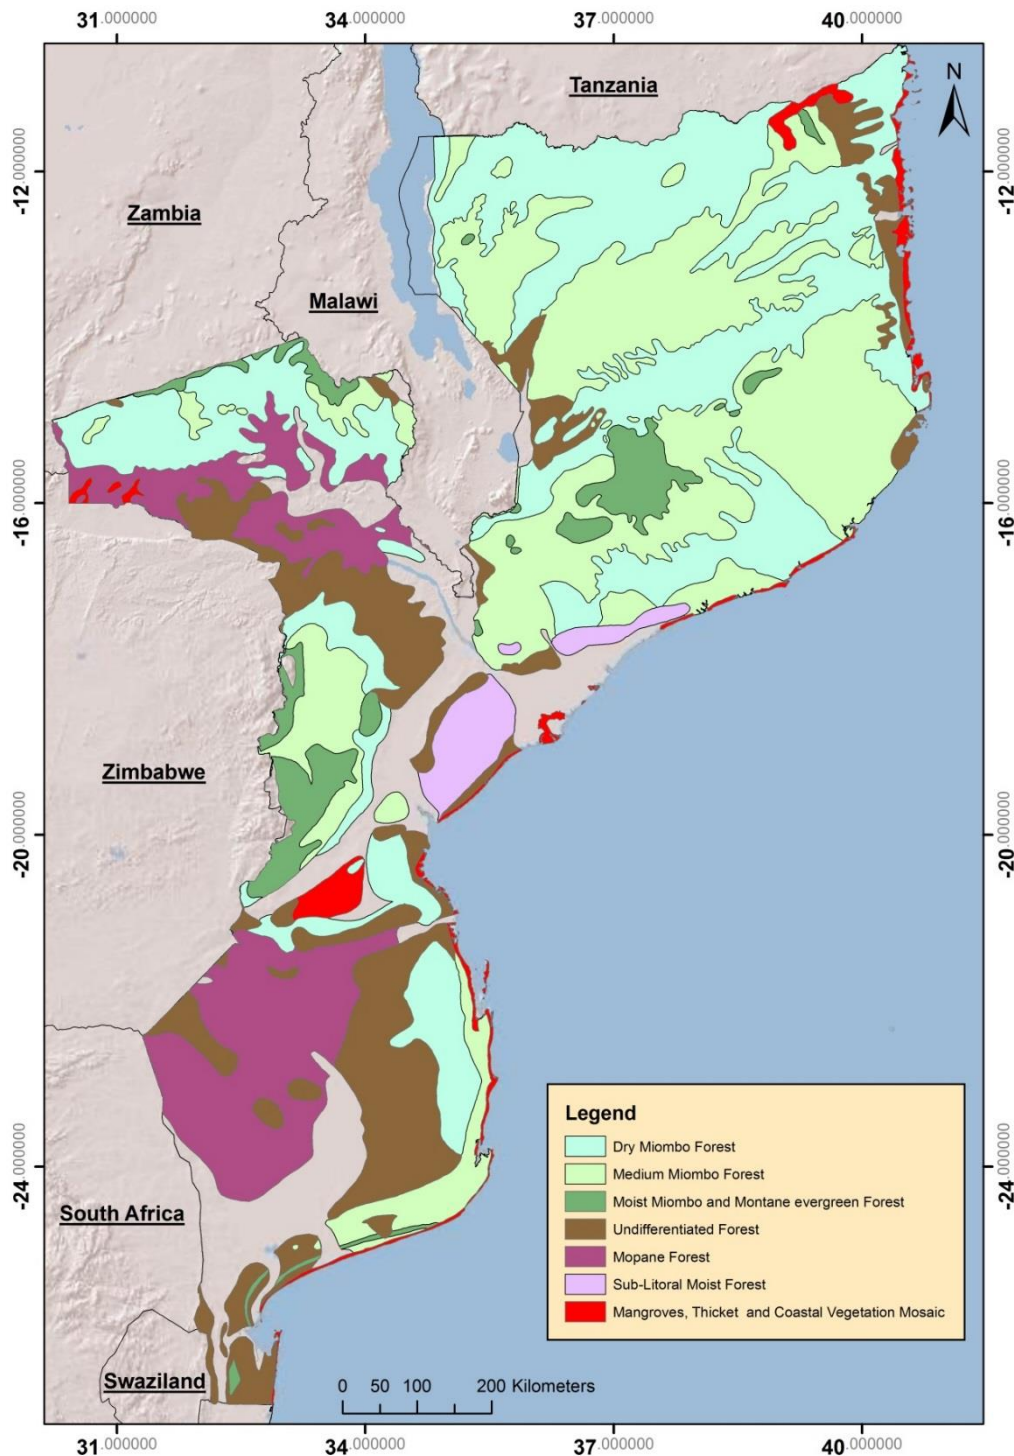 31.000000 34.000000 37.000000 40.000000
Tanzania
N
-12.000000 -12.000000
Zambia
Malawi
-16.000000 -16.000000
Zimbabwe
-20.000000 -20.000000
Legend
Dry Miombo Forest
Medium Miombo Forest
-24.000000 -24.000000
Moist Miombo and Montane evergreen Forest
South Africa
Undifferentiated Forest
Mopane Forest
Sub-Litoral Moist Forest
Mangroves, Thicket and Coastal Vegetation Mosaic
Swaziland
0 50 100 200 Kilometers
31.000000 34.000000 37.000000 40.000000